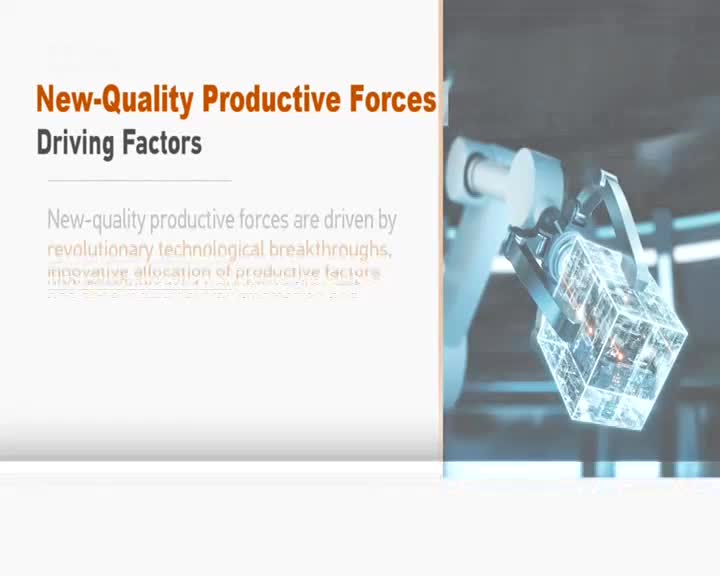 New-Quality Productive Forces
Driving Factors
New-quality productive forces are driven by
revolutionary technological breakthroughs,
innovative allocation of productive factors